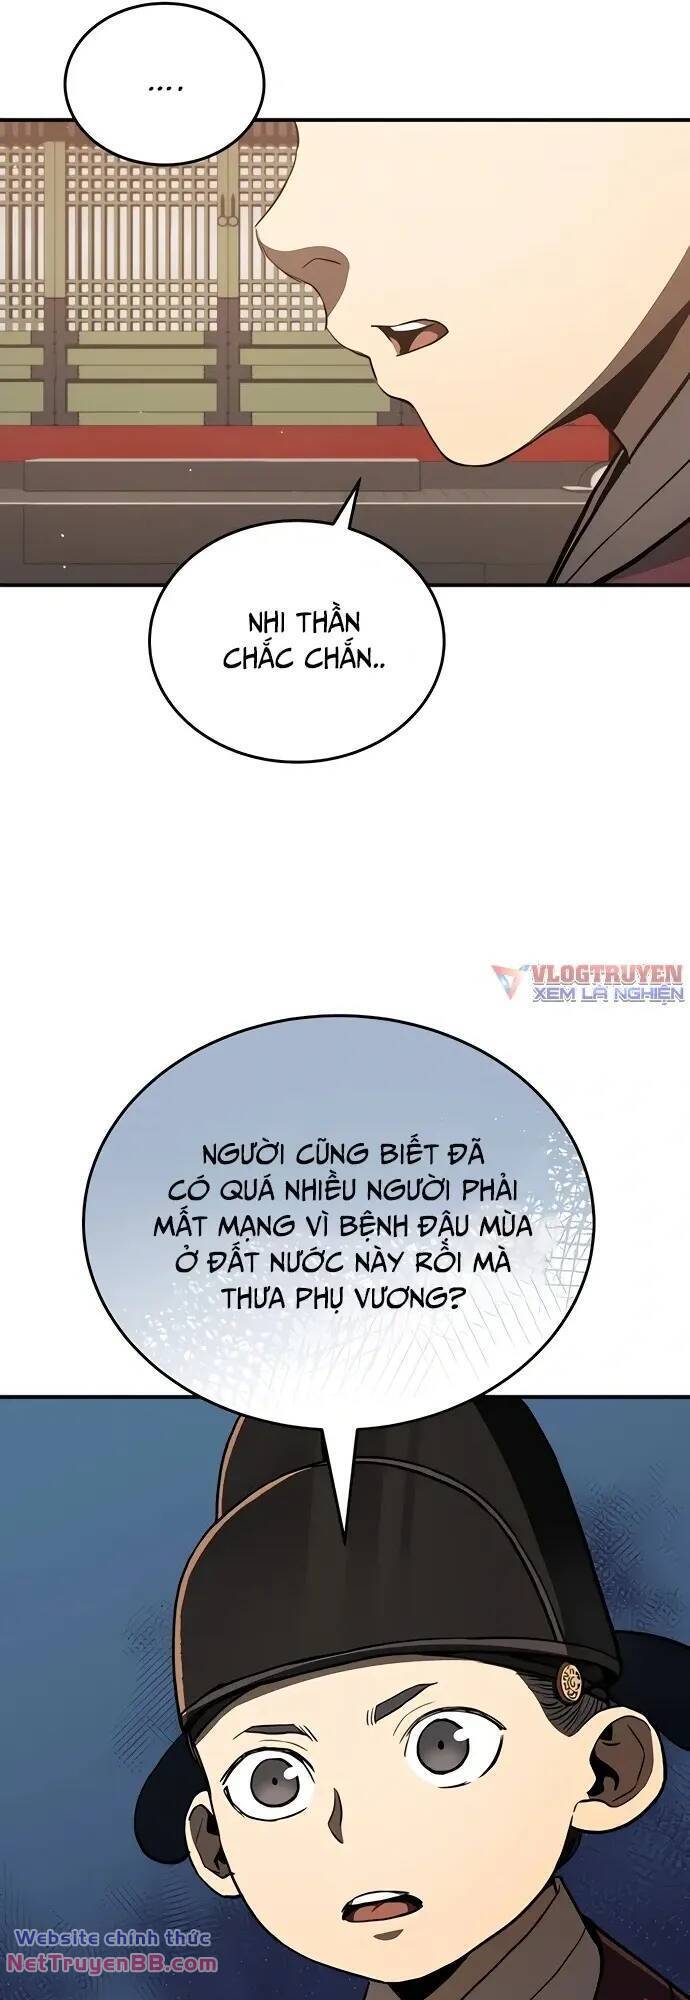 ....
NHI THẦN
CHẮC CHẮN..
VLOGTRUYEN
XEM LÀ NGHIỆN
NGƯỜI CŨNG BIẾT ĐÃ
CÓ QUÁ NHIỀU NGƯỜI PHẢI
MẤT MẠNG VÌ BỆNH ĐẬU MÙA
Ở ĐẤT NƯỚC NÀY RỒI MÀ
THƯA PHỤ VƯƠNG?
Website chính thức
NetTruyenBB.com